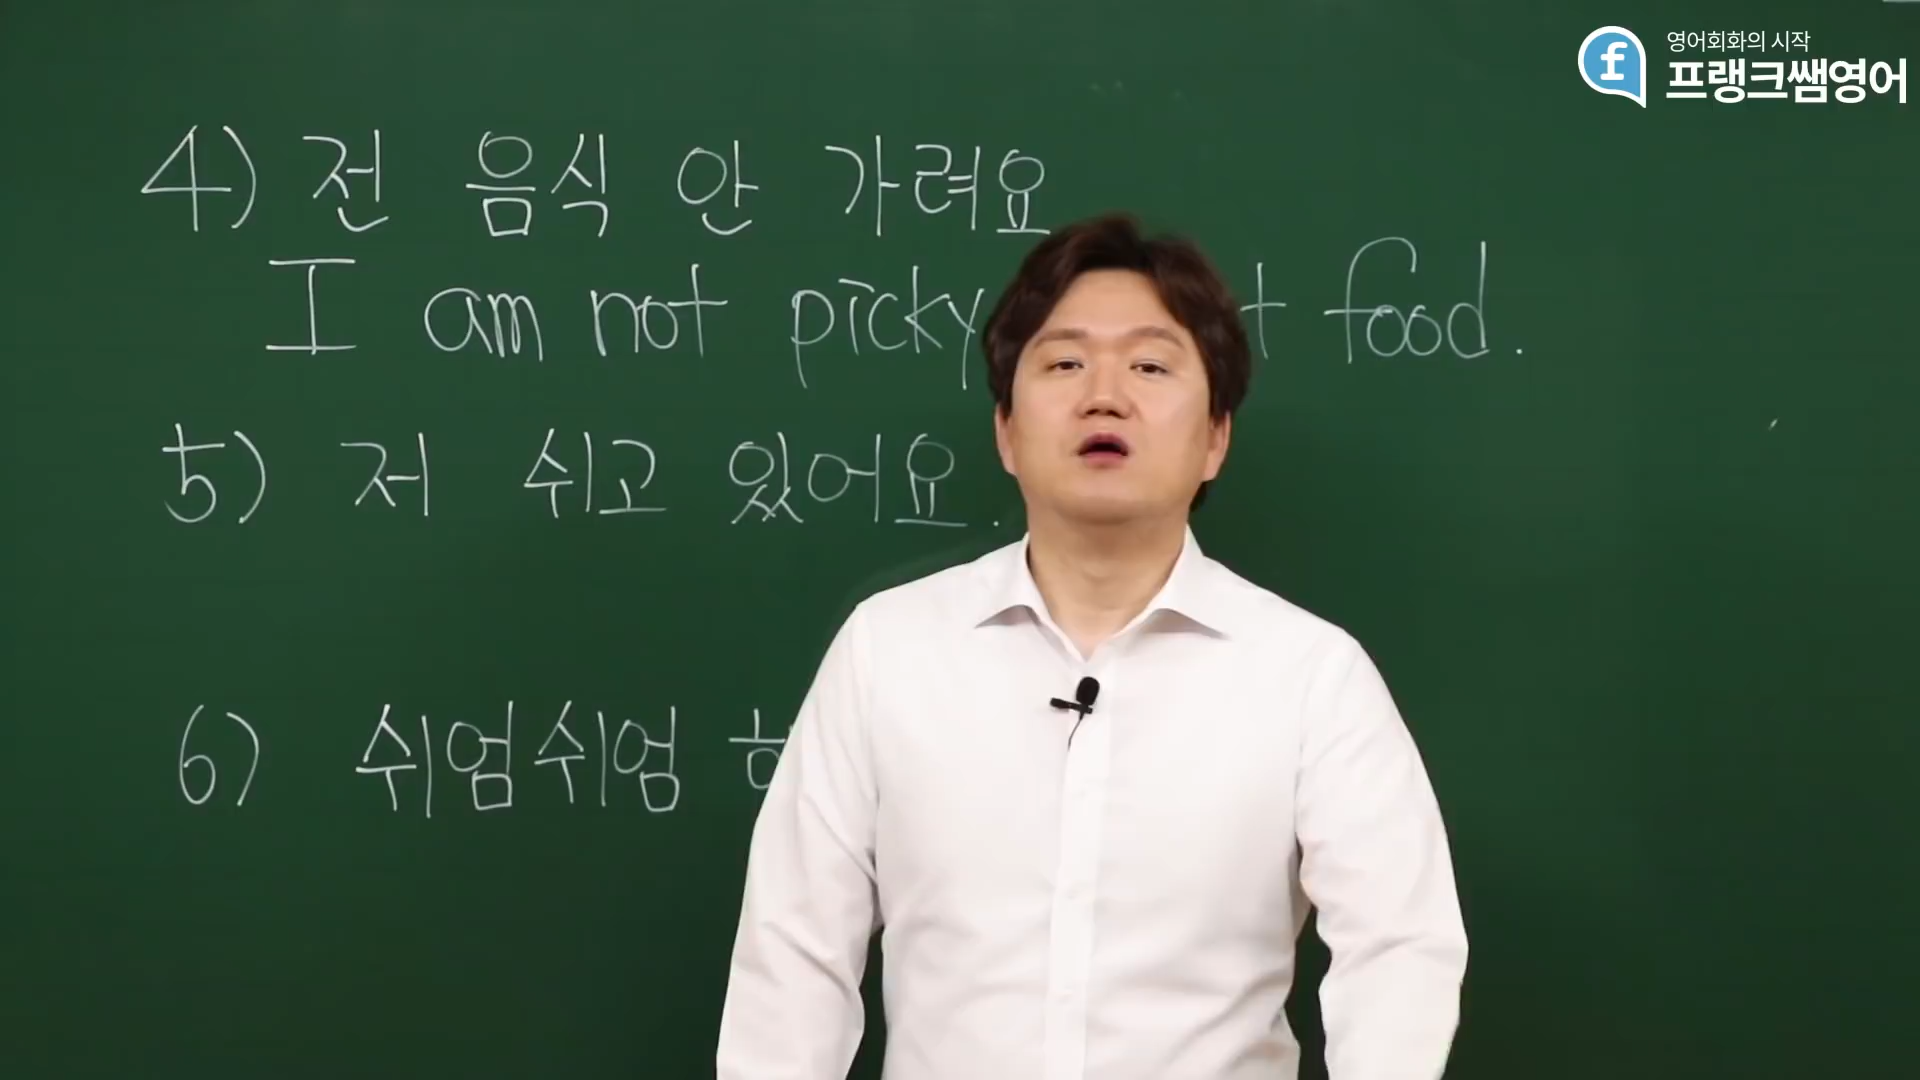 영어회화의 시작
프랭크쌤영어
4) 전 음식 안 가려요
I am not picky food.
5) 저 쉬고 있어요.
6) 쉬엄쉬엄